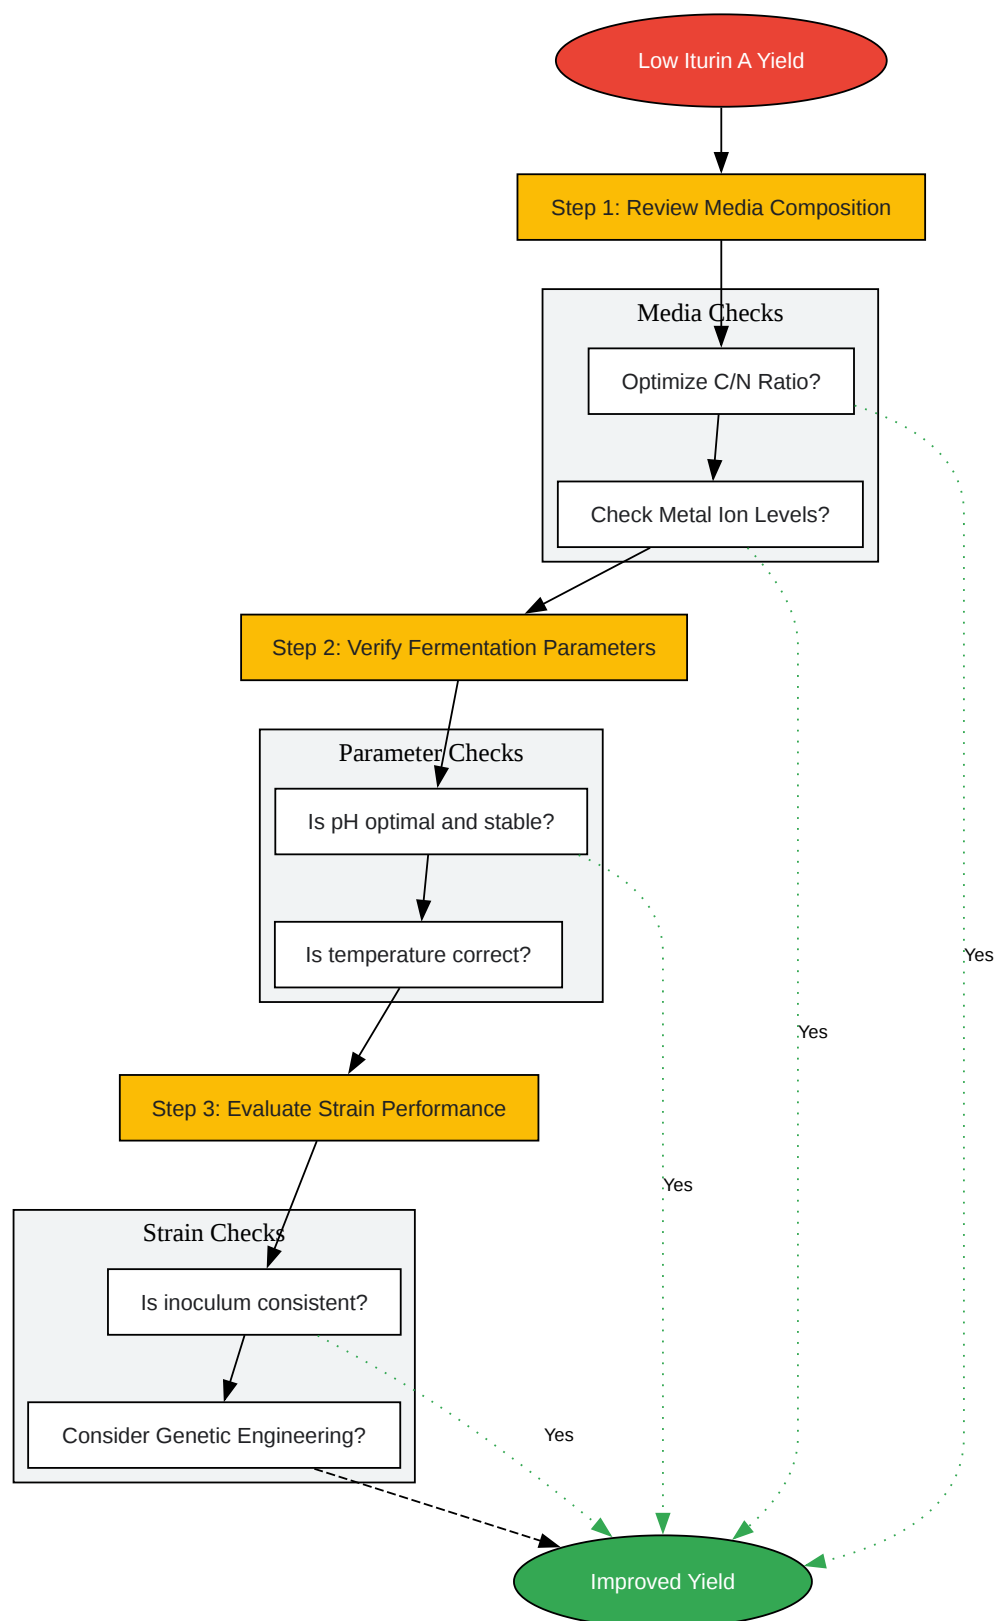 Low Iturin A Yield
Step 1: Review Media Composition
Media Checks
Optimize C/N Ratio?
Check Metal Ion Levels?
Step 2: Verify Fermentation Parameters
Parameter Checks
Is pH optimal and stable?
Is temperature correct?
Yes
Yes
Step 3: Evaluate Strain Performance
Yes
Strain Checks
Is inoculum consistent?
Consider Genetic Engineering?
Yes
Improved Yield